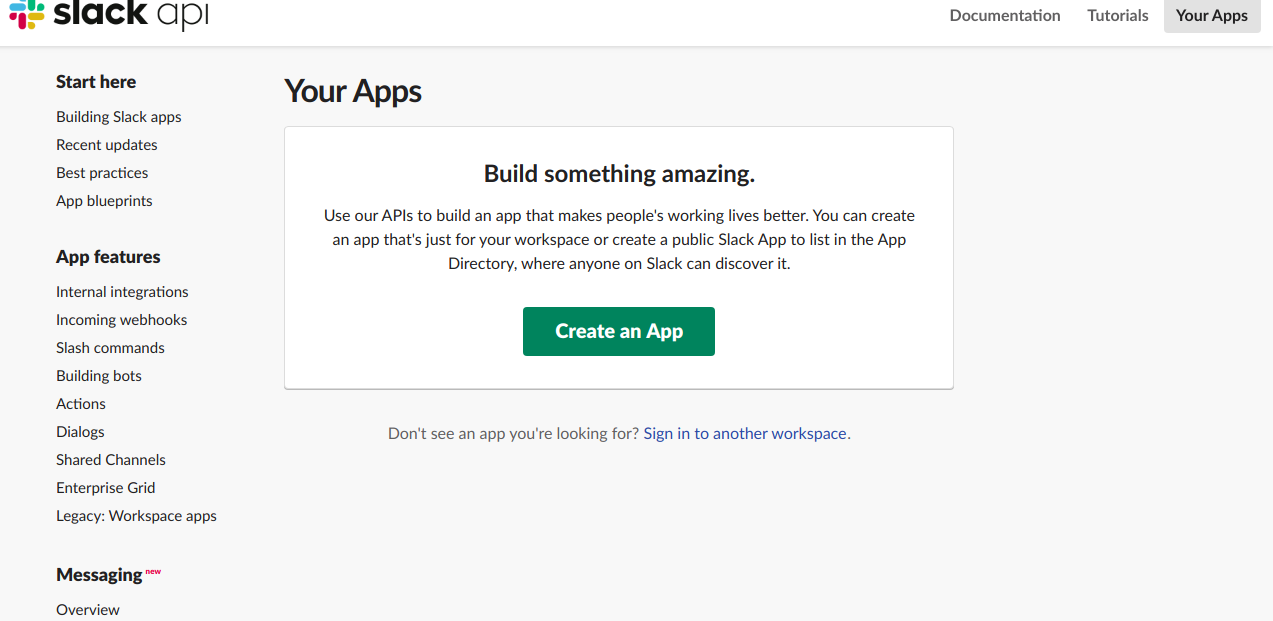 slack api
Documentation
Tutorials
Your Apps
Start here
Building Slack apps
Recent updates
Best practices
App blueprints
App features
Internal integrations
Incoming webhooks
Slash commands
Building bots
Actions
Dialogs
Shared Channels
Enterprise Grid
Legacy: Workspace apps
Messaging new
Overview
Your Apps
Build something amazing.
Use our APIs to build an app that makes people's working lives better. You can create
an app that's just for your workspace or create a public Slack App to list in the App
Directory, where anyone on Slack can discover it.
Create an App
Don't see an app you're looking for? Sign in to another workspace.